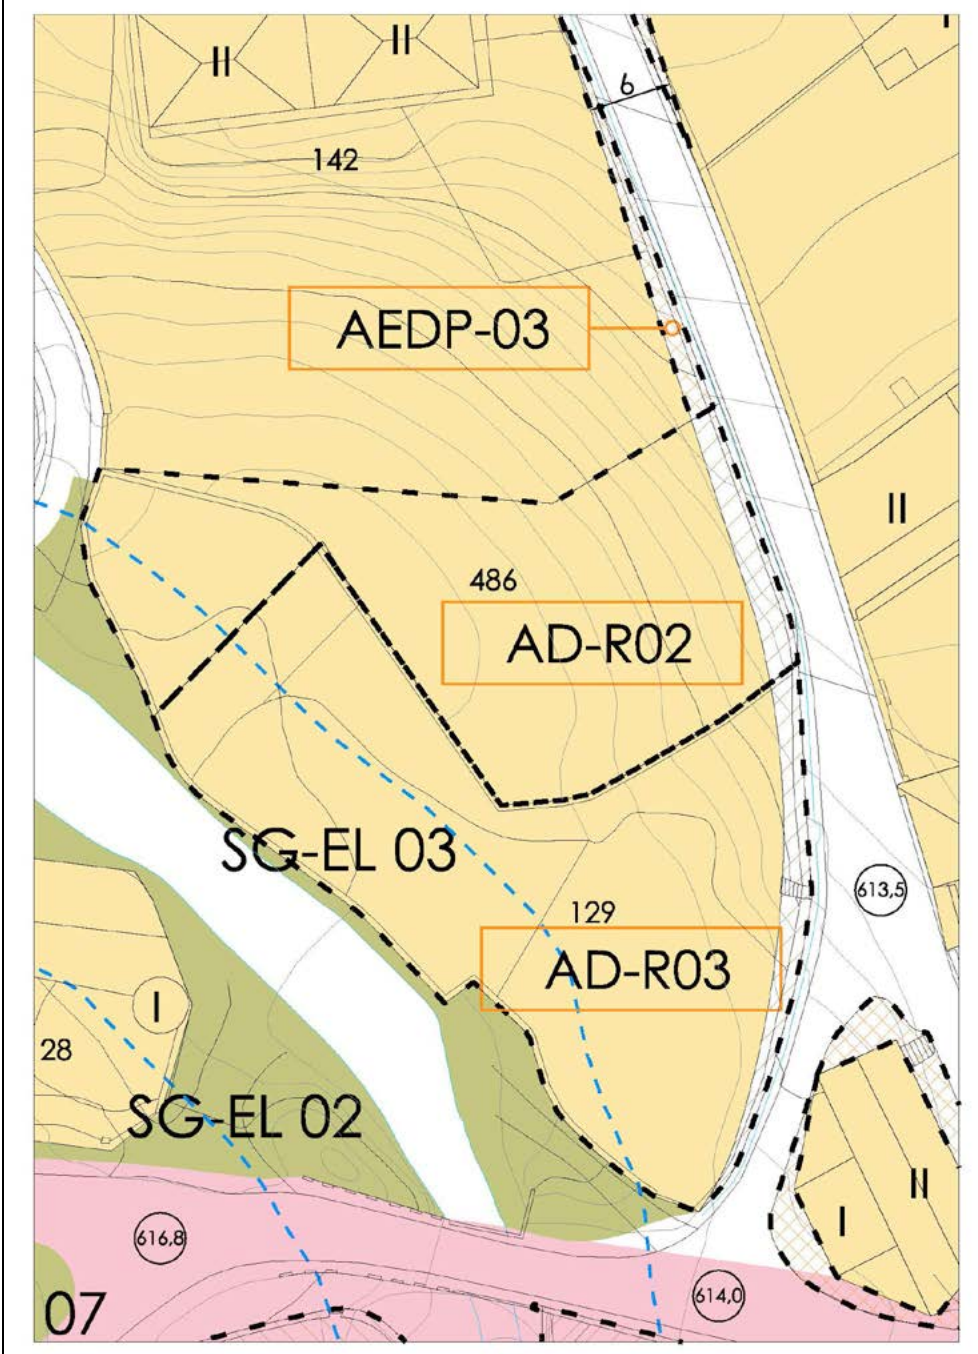 II
II
6
142
AEDP-03
II
486
AD-R02
SG-EL 03
613,5
129
AD-R03
I
28
SG-EL 02
II
I
616,8
614,0
07